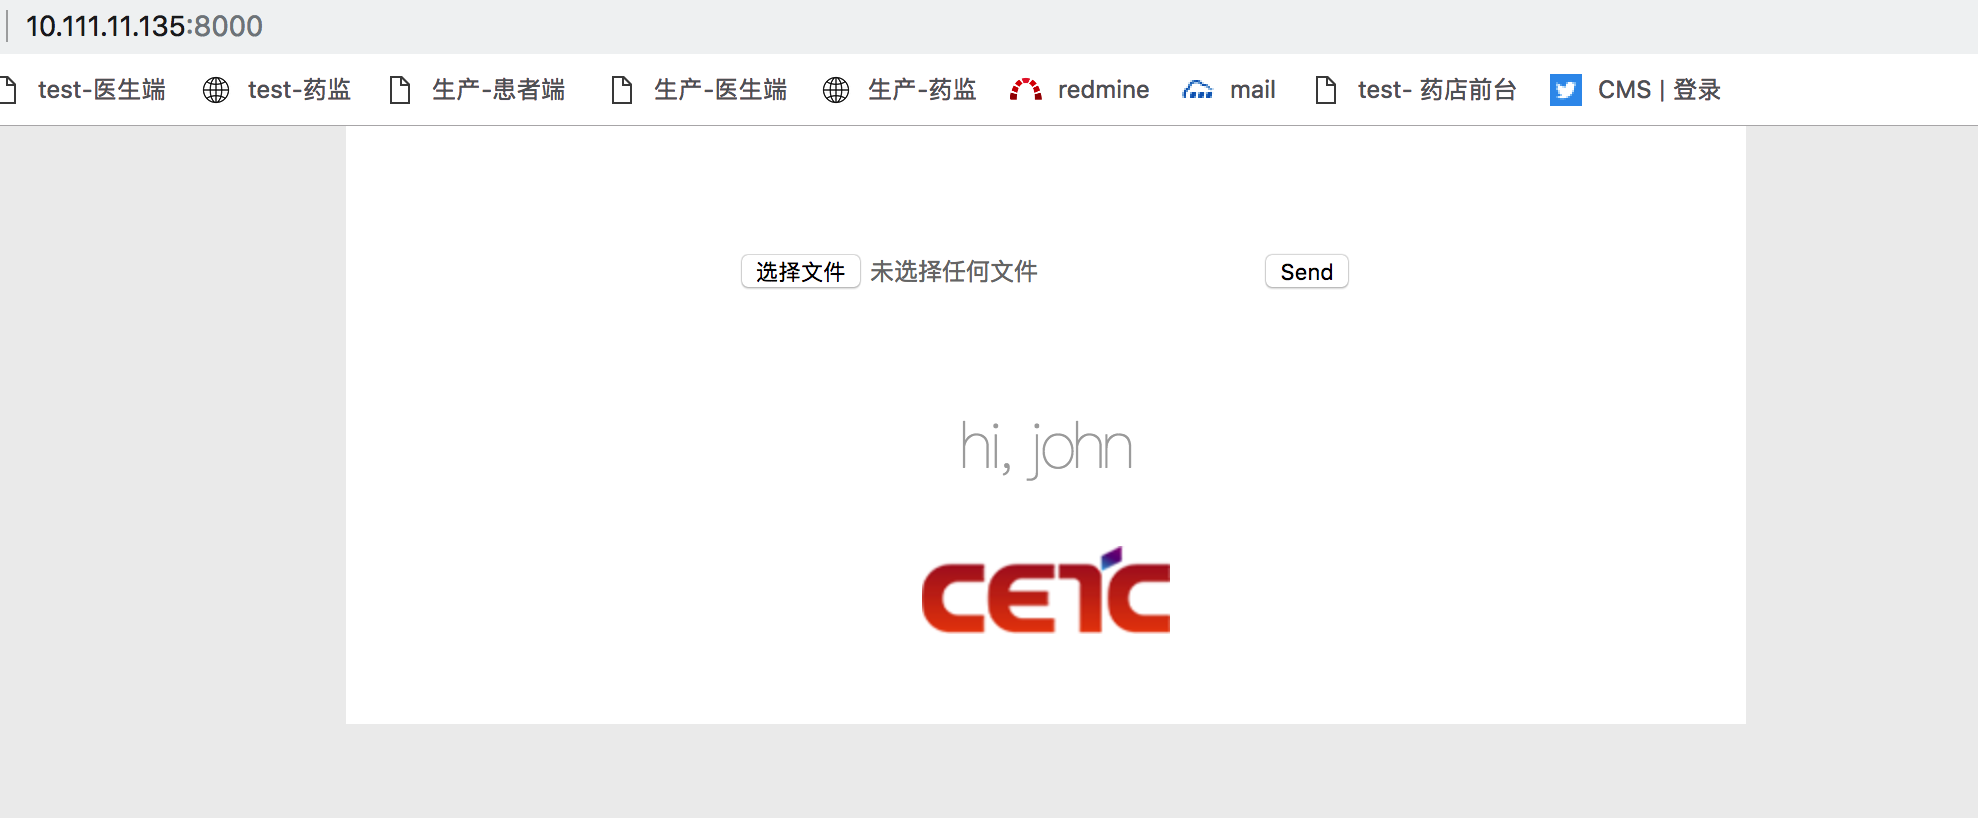 10.111.11.135:8000
test-医生端 test-药监 生产-患者端 生产-医生端 生产-药监 redmine mail test- 药店前台 CMS | 登录
选择文件 未选择任何文件 Send
hi, john
CETC